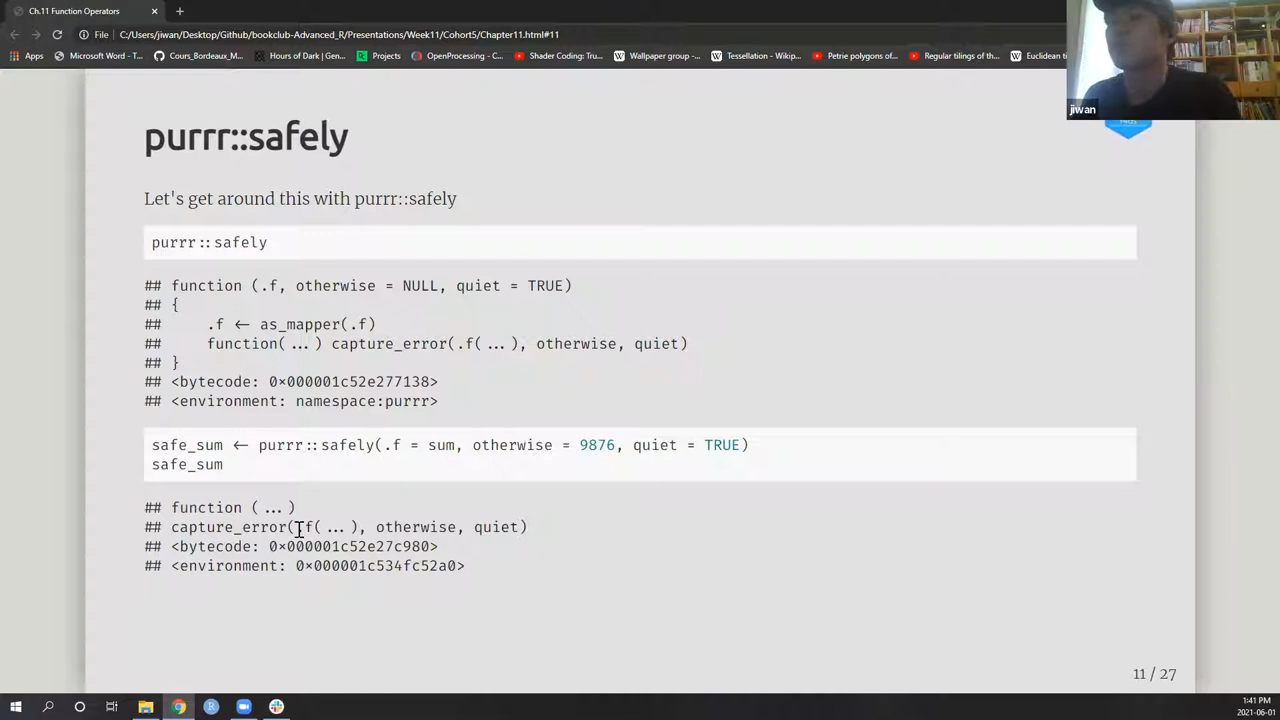 Ch.11 Function Operators
File | C:/Users/jiwan/Desktop/Github/bookclub-Advanced_R/Presentations/Week11/Cohort5/Chapter11.html#11
Apps Microsoft Word - T... Cours_Bordeaux_M... Hours of Dark | Gen... Projects OpenProcessing - C... Shader Coding: Tru... Wallpaper group -... Tessellation - Wikip... Petrie polygons of... Regular tilings of th... Euclidean ti
jiwan
purrr::safely
Let's get around this with purrr::safely
purrr::safely
## function (.f, otherwise = NULL, quiet = TRUE)
## {
##     .f <- as_mapper(.f)
##     function(...) capture_error(.f(...), otherwise, quiet)
## }
## <bytecode: 0x000001c52e277138>
## <environment: namespace:purrr>
safe_sum <- purrr::safely(.f = sum, otherwise = 9876, quiet = TRUE)
safe_sum
## function (...)
## capture_error(.f(...), otherwise, quiet)
## <bytecode: 0x000001c52e27c980>
## <environment: 0x000001c534fc52a0>
11 / 27
1:41 PM
2021-06-01